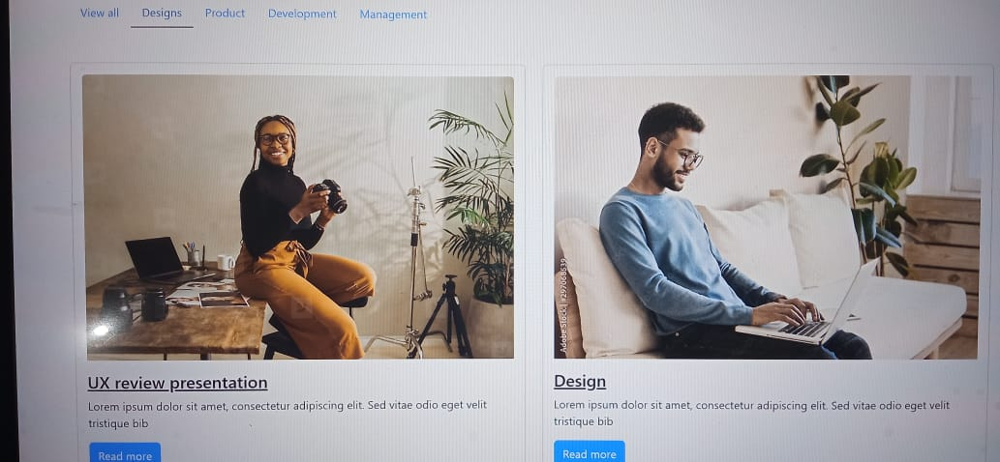 View all Designs Product Development Management
Adobe Stock | #297068639
UX review presentation
Lorem ipsum dolor sit amet, consectetur adipiscing elit. Sed vitae odio eget velit
tristique bib
Read more
Design
Lorem ipsum dolor sit amet, consectetur adipiscing elit. Sed vitae odio eget velit
tristique bib
Read more